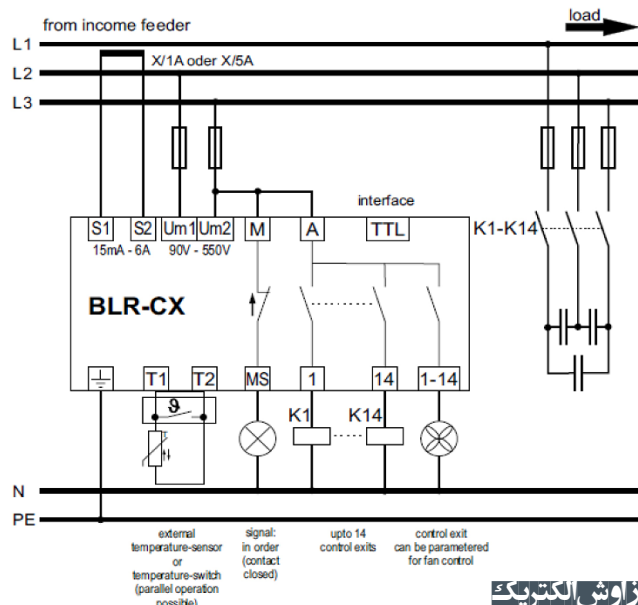 from income feeder
load
L1
X/1A oder X/5A
L2
L3
interface
S1 S2 Um1 Um2 M A TTL
K1-K14
15mA - 6A 90V - 550V
BLR-CX
T1 T2 MS 1 14 1-14
ϑ
K1 K14
N
PE
external
temperature-sensor
or
temperature-switch
(parallel operation
possible)
signal:
in order
(contact
closed)
upto 14
control exits
control exit
can be parametered
for fan control
ژاوش الکتریک